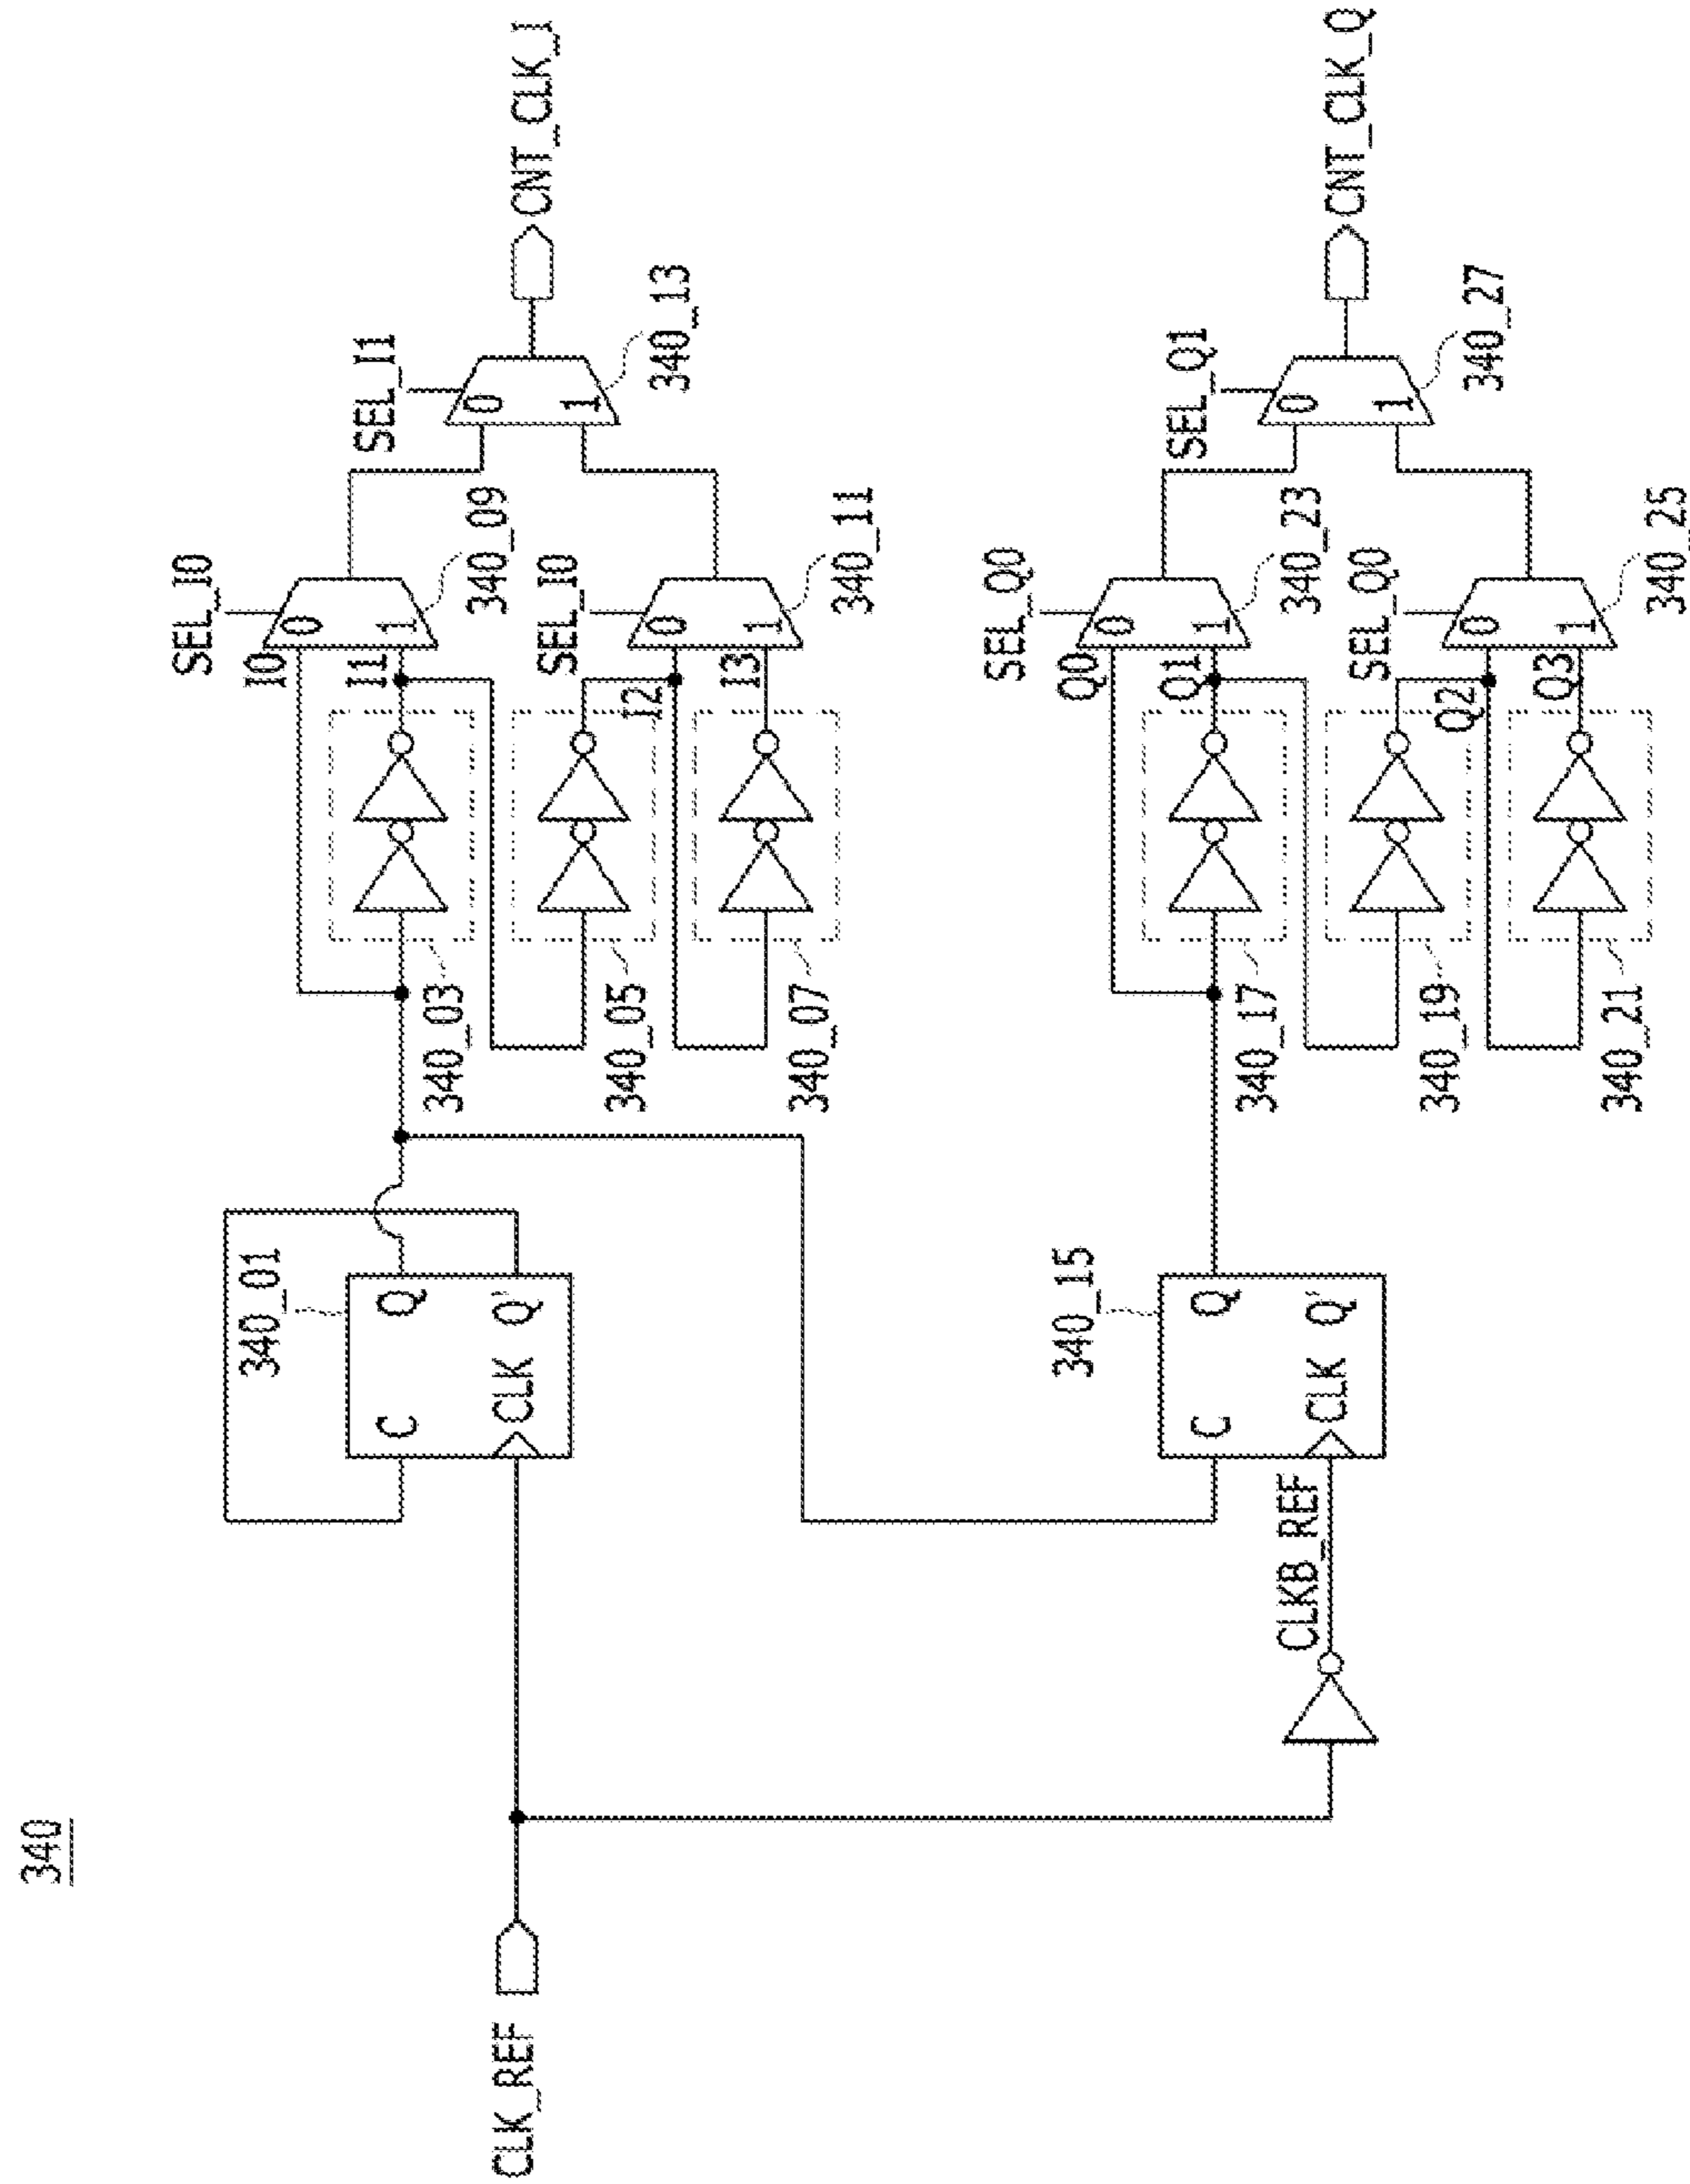 340
CLK_REF
CLKB_REF
340_01
C
Q
CLK
Q'
340_15
C
Q
CLK
Q'
340_03
340_05
340_07
I0
I1
I2
I3
SEL_I0
0
1
340_09
SEL_I0
0
1
340_11
SEL_I1
0
1
340_13
CNT_CLK_I
340_17
340_19
340_21
Q0
Q1
Q2
Q3
SEL_Q0
0
1
340_23
SEL_Q0
0
1
340_25
SEL_Q1
0
1
340_27
CNT_CLK_Q